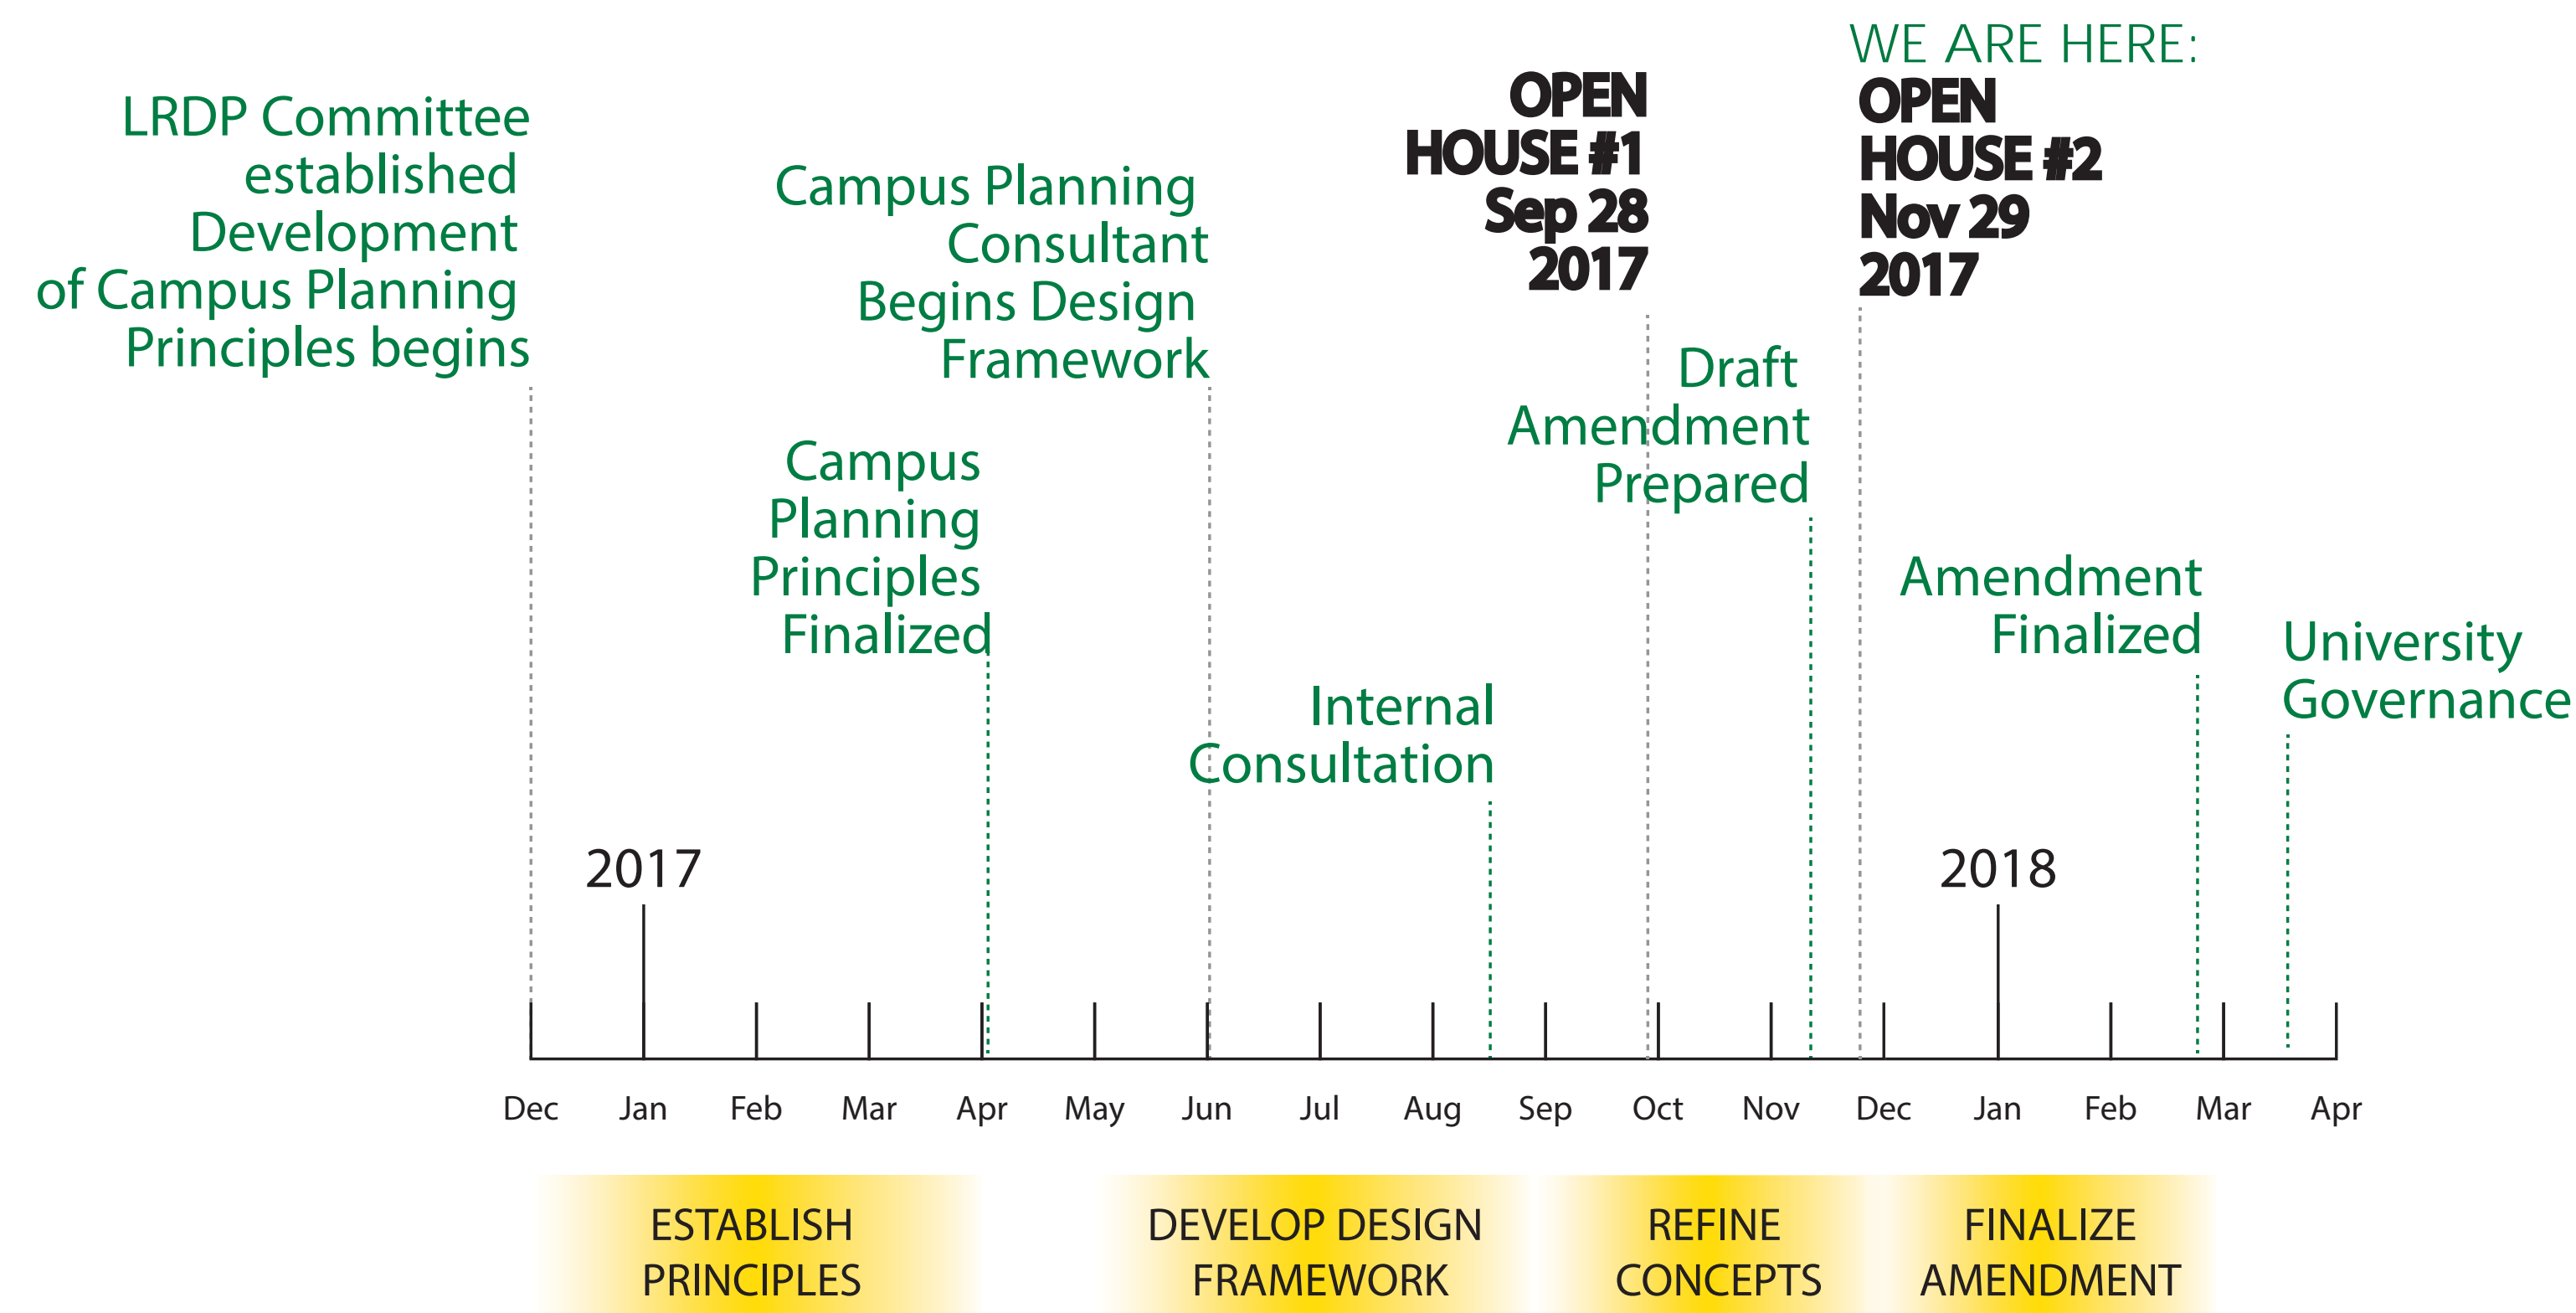 LRDP Committee
established
Development
of Campus Planning
Principles begins
Campus Planning
Consultant
Begins Design
Framework
Campus
Planning
Principles
Finalized
Internal
Consultation
OPEN
HOUSE #1
Sep 28
2017
Draft
Amendment
Prepared
WE ARE HERE:
OPEN
HOUSE #2
Nov 29
2017
Amendment
Finalized
University
Governance
2017
2018
Dec Jan Feb Mar Apr May Jun Jul Aug Sep Oct Nov Dec Jan Feb Mar Apr
ESTABLISH
PRINCIPLES
DEVELOP DESIGN
FRAMEWORK
REFINE
CONCEPTS
FINALIZE
AMENDMENT